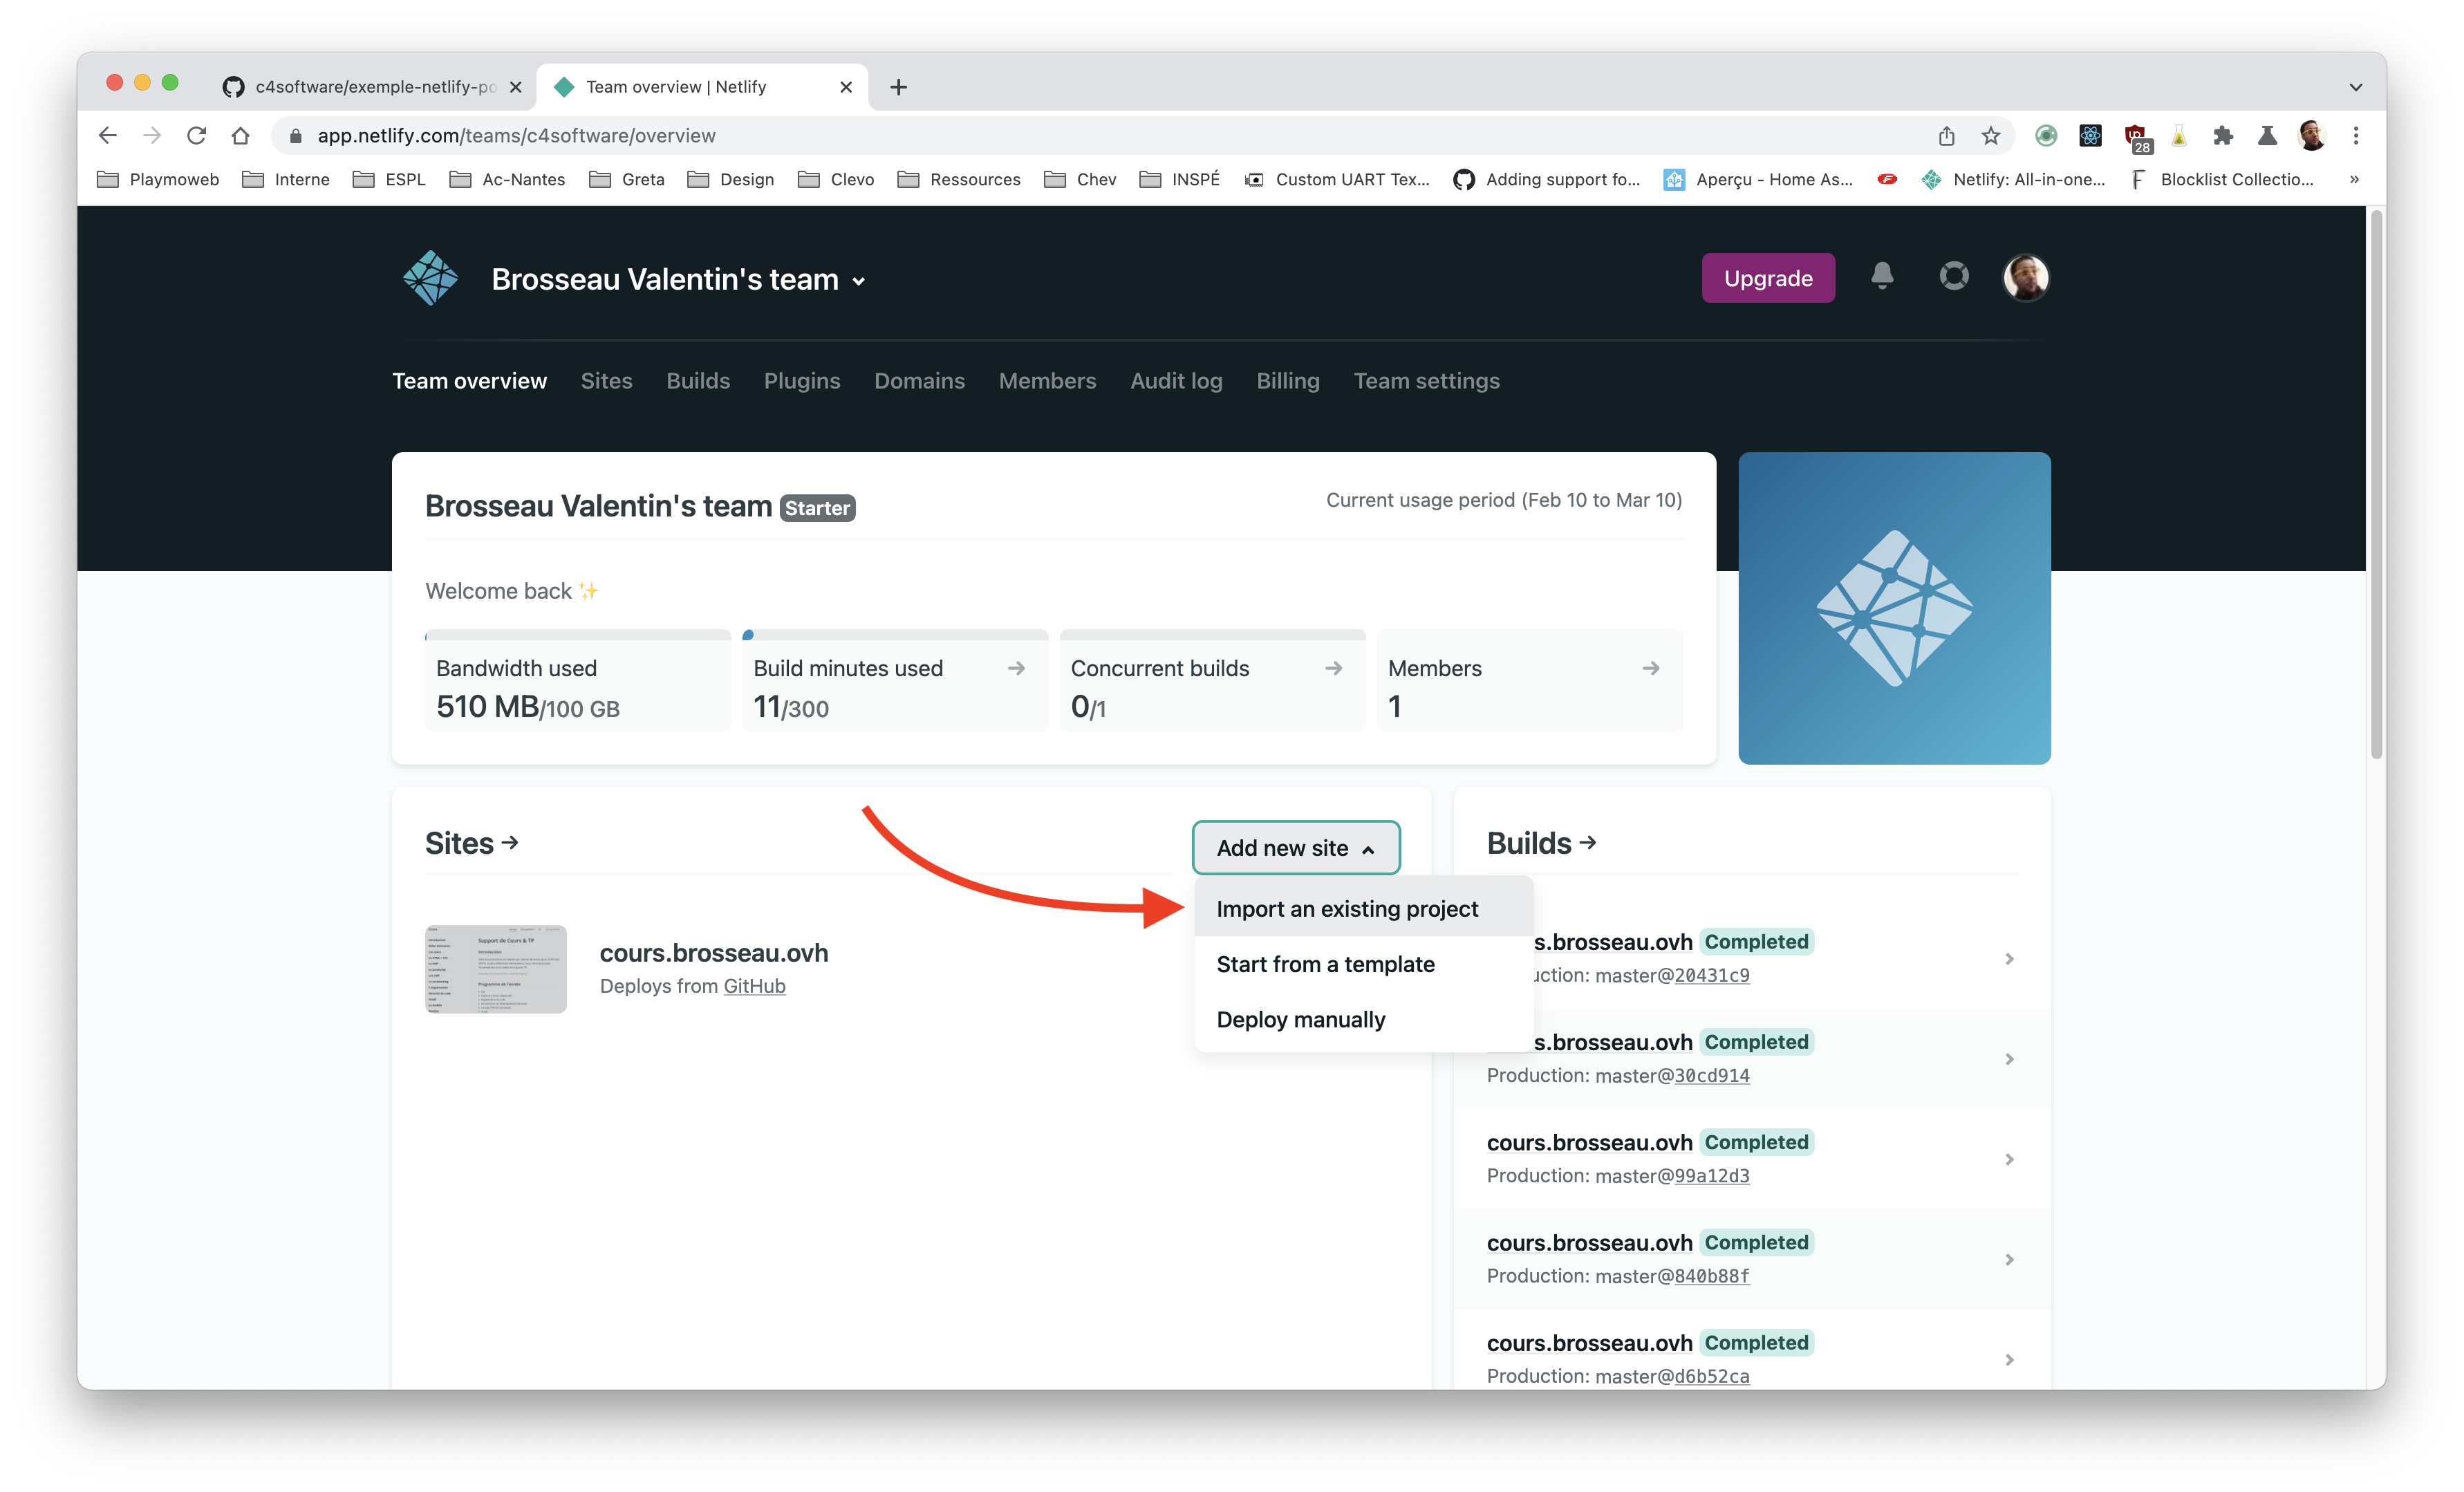 c4software/exemple-netlify-po
Team overview | Netlify
app.netlify.com/teams/c4software/overview
28
Playmoweb
Interne
ESPL
Ac-Nantes
Greta
Design
Clevo
Ressources
Chev
INSPÉ
Custom UART Tex...
Adding support fo...
Aperçu - Home As...
Netlify: All-in-one...
Blocklist Collectio...
»
Brosseau Valentin's team
Upgrade
Team overview
Sites
Builds
Plugins
Domains
Members
Audit log
Billing
Team settings
Brosseau Valentin's team Starter
Current usage period (Feb 10 to Mar 10)
Welcome back ✨
Bandwidth used
510 MB/100 GB
Build minutes used →
11/300
Concurrent builds →
0/1
Members →
1
Sites →
Add new site
Import an existing project
Start from a template
Deploy manually
Support de Cours & TP
cours.brosseau.ovh
Deploys from GitHub
Builds →
s.brosseau.ovh Completed
ction: master@20431c9
s.brosseau.ovh Completed
Production: master@30cd914
cours.brosseau.ovh Completed
Production: master@99a12d3
cours.brosseau.ovh Completed
Production: master@840b88f
cours.brosseau.ovh Completed
Production: master@d6b52ca